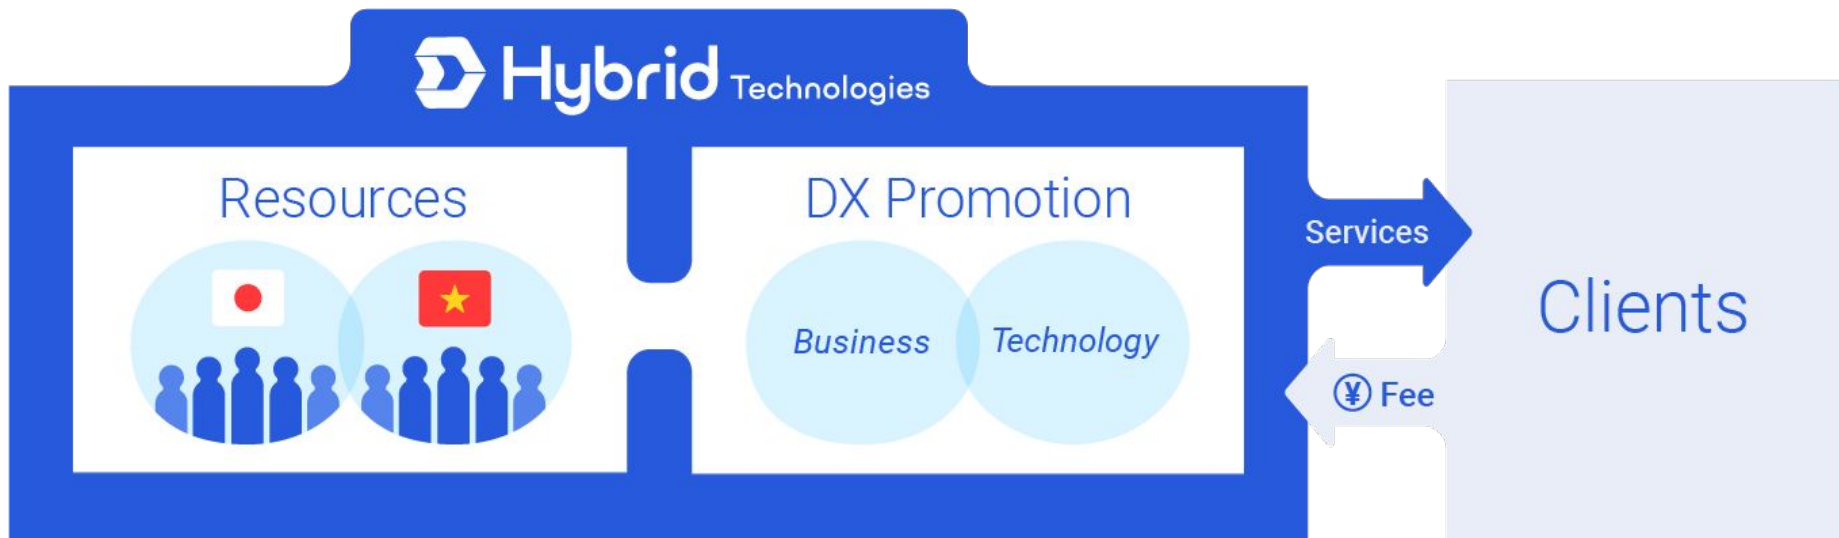 Hybrid Technologies
Resources
DX Promotion
Business
Technology
Services
Clients
¥ Fee